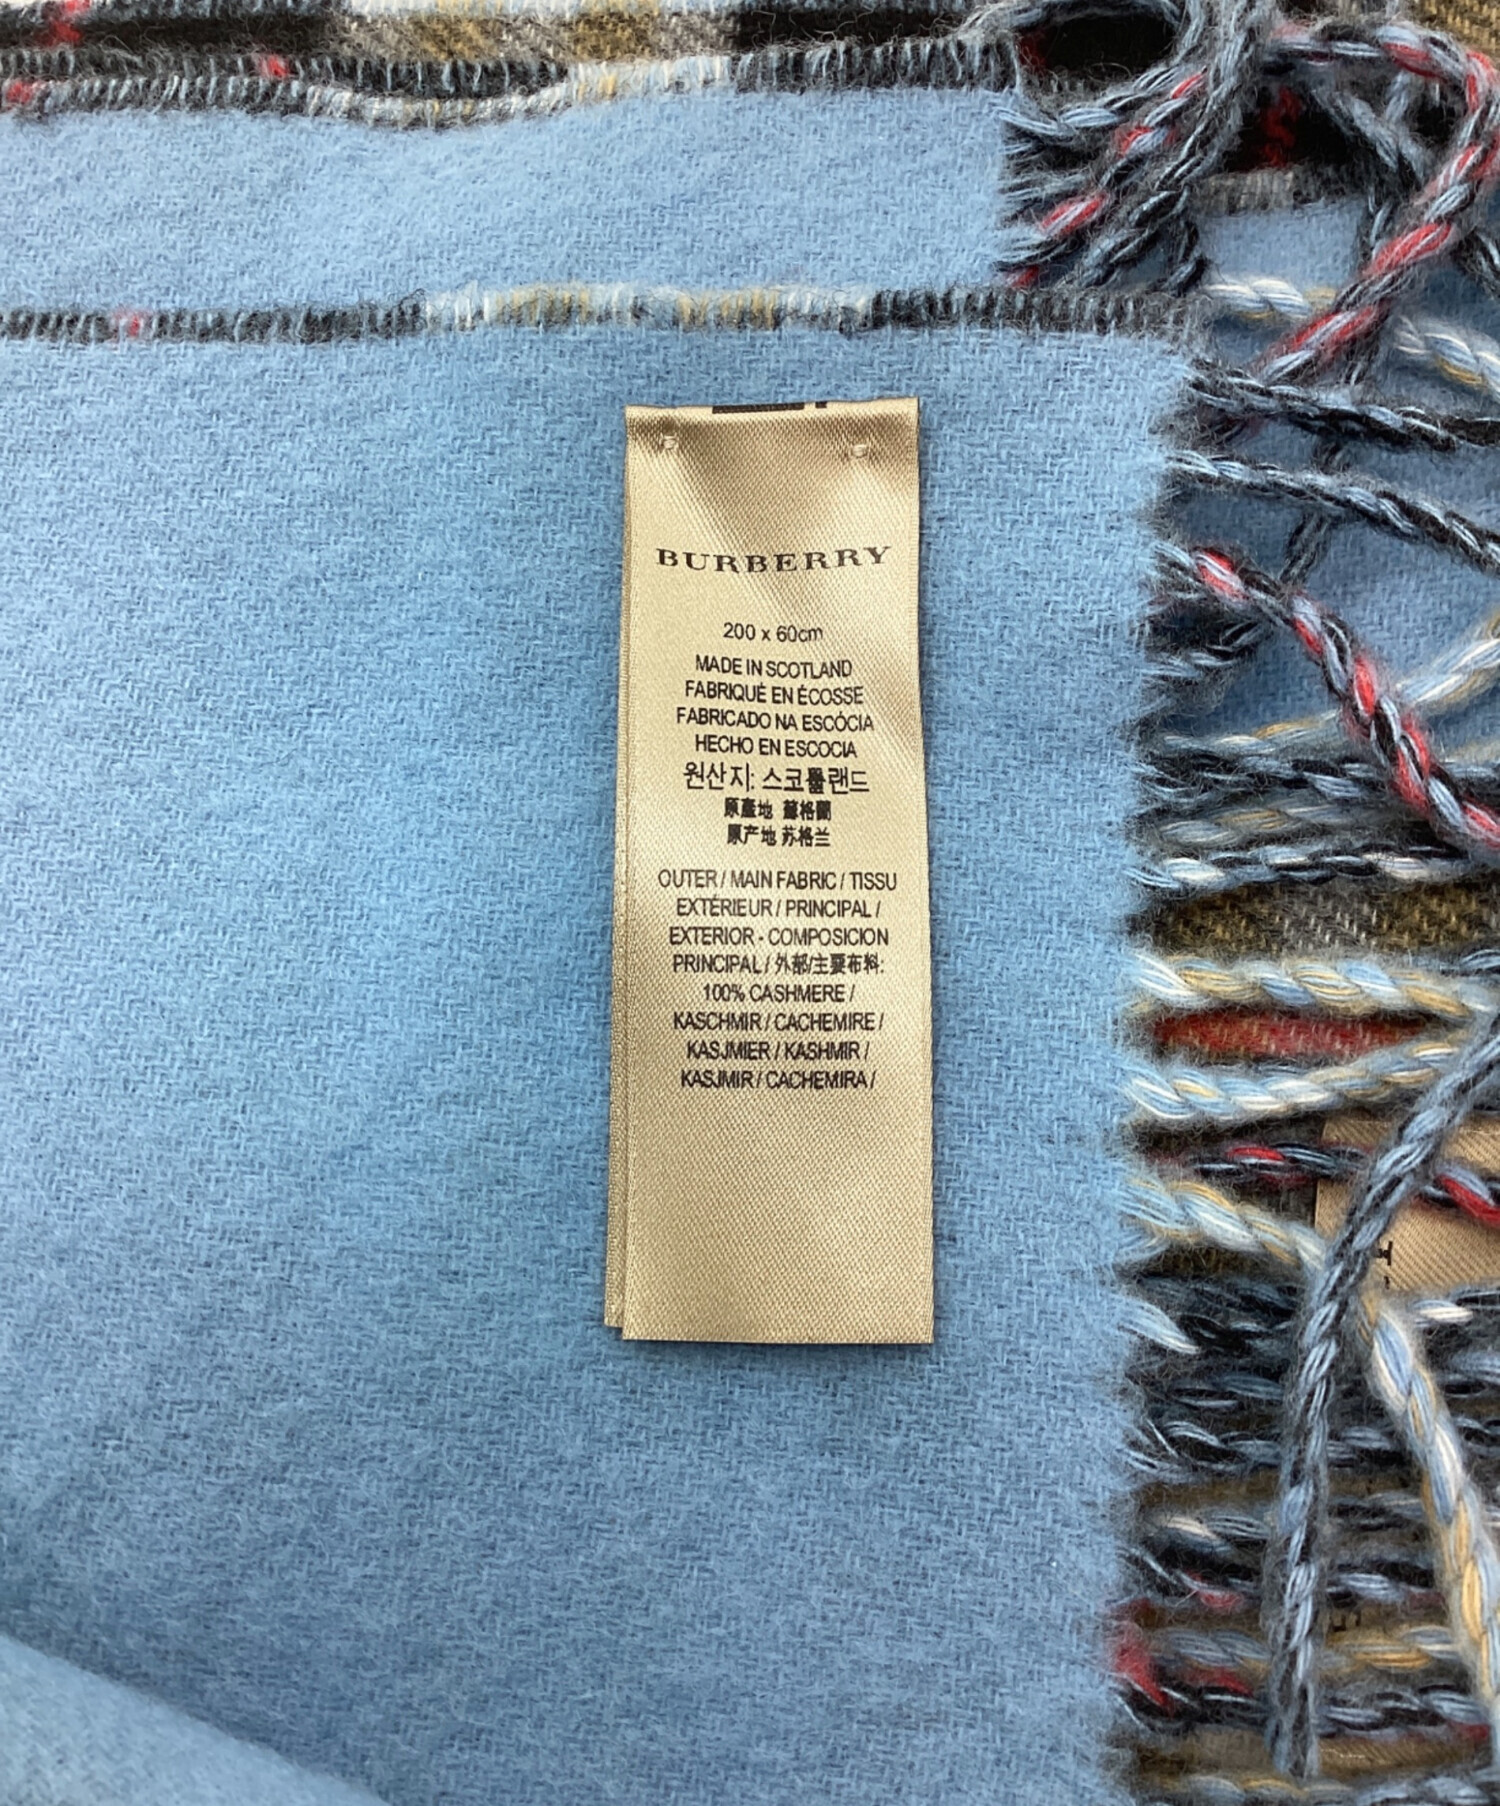 BURBERRY
200 x 60cm
MADE IN SCOTLAND
FABRIQUÉ EN ÉCOSSE
FABRICADO NA ESCÓCIA
HECHO EN ESCOCIA
원산지: 스코틀랜드
原產地 蘇格蘭
原产地 苏格兰
OUTER / MAIN FABRIC / TISSU
EXTÉRIEUR / PRINCIPAL /
EXTERIOR - COMPOSICION
PRINCIPAL / 外部/主要布料:
100% CASHMERE /
KASCHMIR / CACHEMIRE /
KASJMIER / KASHMIR /
KASJMIR / CACHEMIRA /